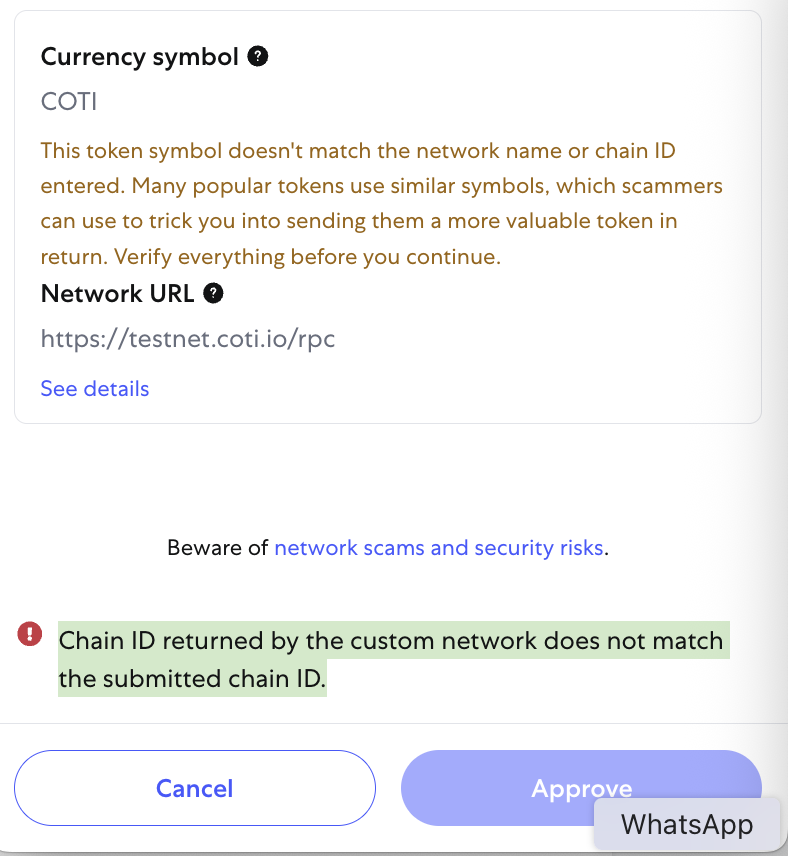 Currency symbol ?
COTI
This token symbol doesn't match the network name or chain ID
entered. Many popular tokens use similar symbols, which scammers
can use to trick you into sending them a more valuable token in
return. Verify everything before you continue.
Network URL ?
https://testnet.coti.io/rpc
See details
Beware of network scams and security risks.
! Chain ID returned by the custom network does not match
the submitted chain ID.
Cancel
Approve
WhatsApp